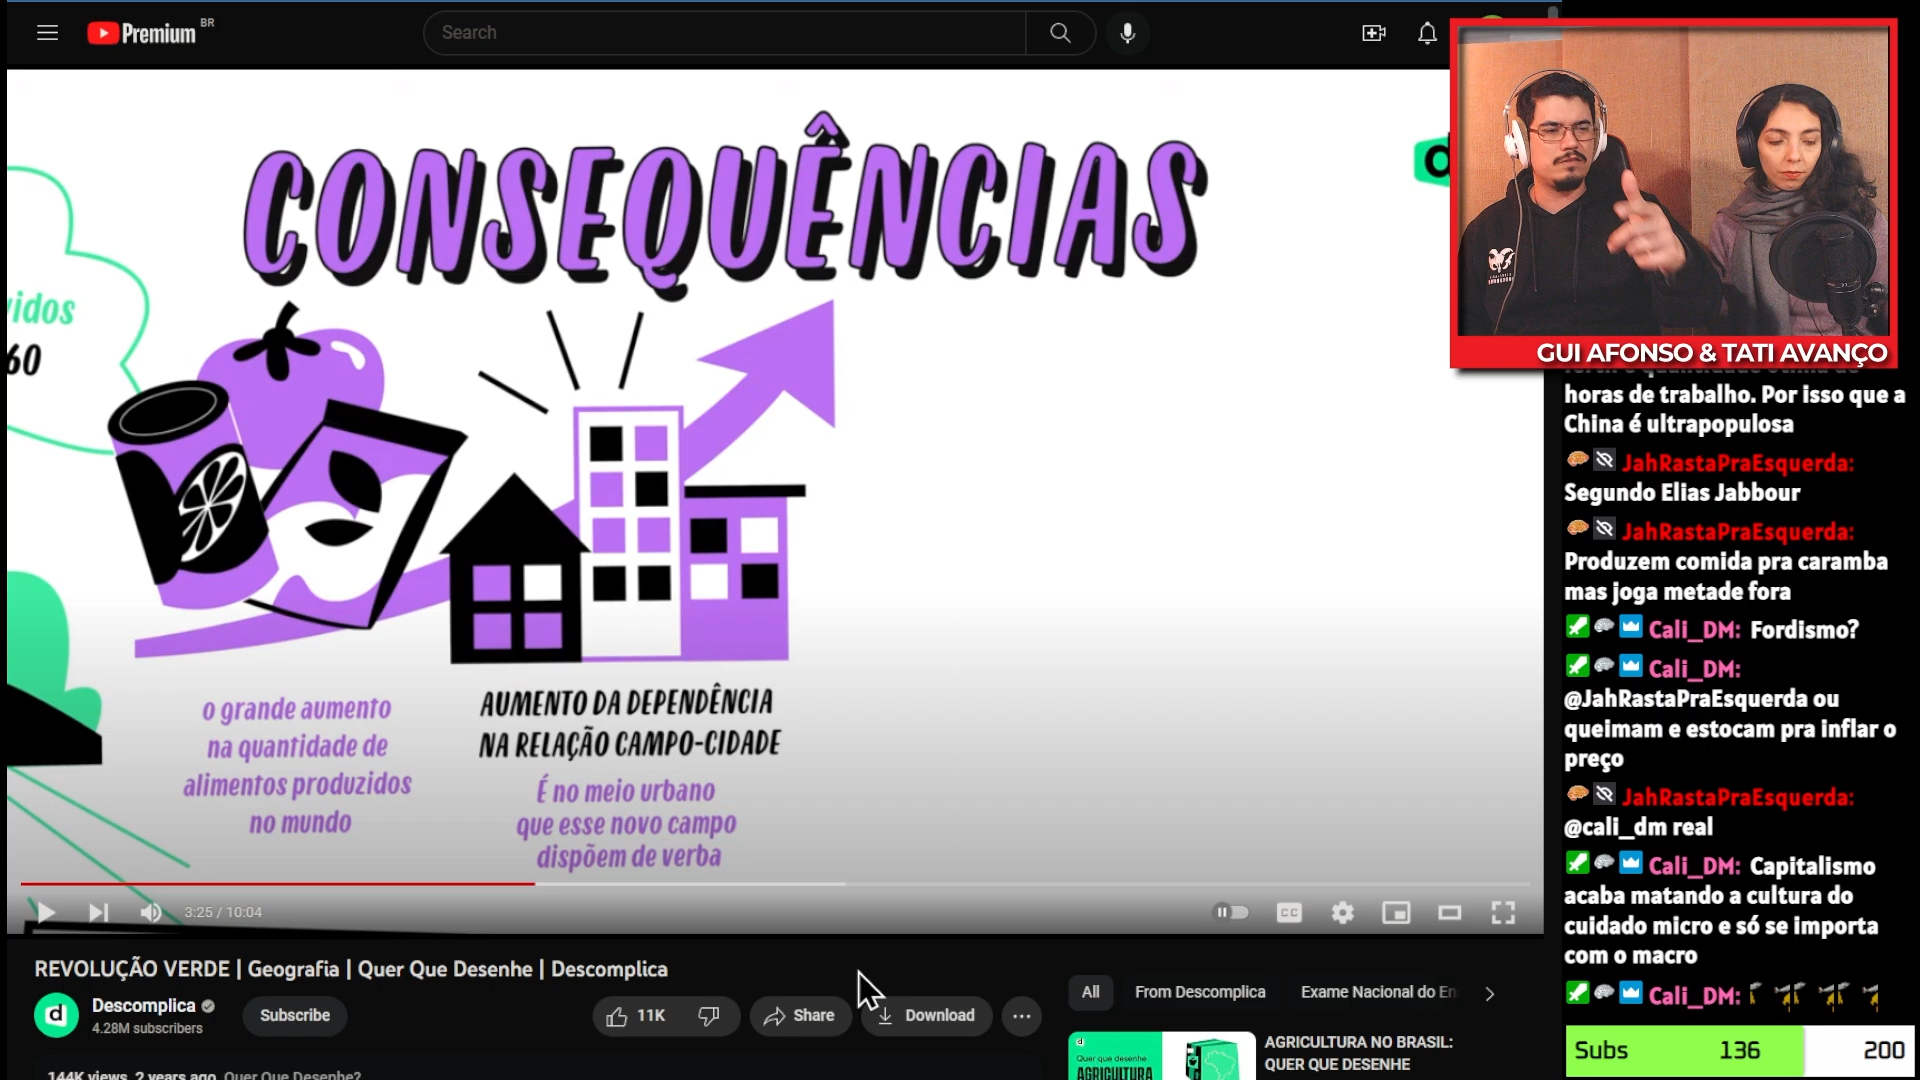 Premium BR
Search
CONSEQUÊNCIAS
vidos
60
o grande aumento
na quantidade de
alimentos produzidos
no mundo
AUMENTO DA DEPENDÊNCIA
NA RELAÇÃO CAMPO-CIDADE
É no meio urbano
que esse novo campo
dispõem de verba
d
3:25 / 10:04
CC
REVOLUÇÃO VERDE | Geografia | Quer Que Desenhe | Descomplica
d
Descomplica
4.28M subscribers
Subscribe
11K
Share
Download
144K views 2 years ago Quer Que Desenhe?
All
From Descomplica
Exame Nacional do En
Quer que desenhe
AGRICULTURA
AGRICULTURA NO BRASIL:
QUER QUE DESENHE
GUI AFONSO & TATI AVANÇO
horas de trabalho. Por isso que a
China é ultrapopulosa
JahRastaPraEsquerda:
Segundo Elias Jabbour
JahRastaPraEsquerda:
Produzem comida pra caramba
mas joga metade fora
Cali_DM: Fordismo?
Cali_DM:
@JahRastaPraEsquerda ou
queimam e estocam pra inflar o
preço
JahRastaPraEsquerda:
@cali_dm real
Cali_DM: Capitalismo
acaba matando a cultura do
cuidado micro e só se importa
com o macro
Cali_DM:
Subs 136 200